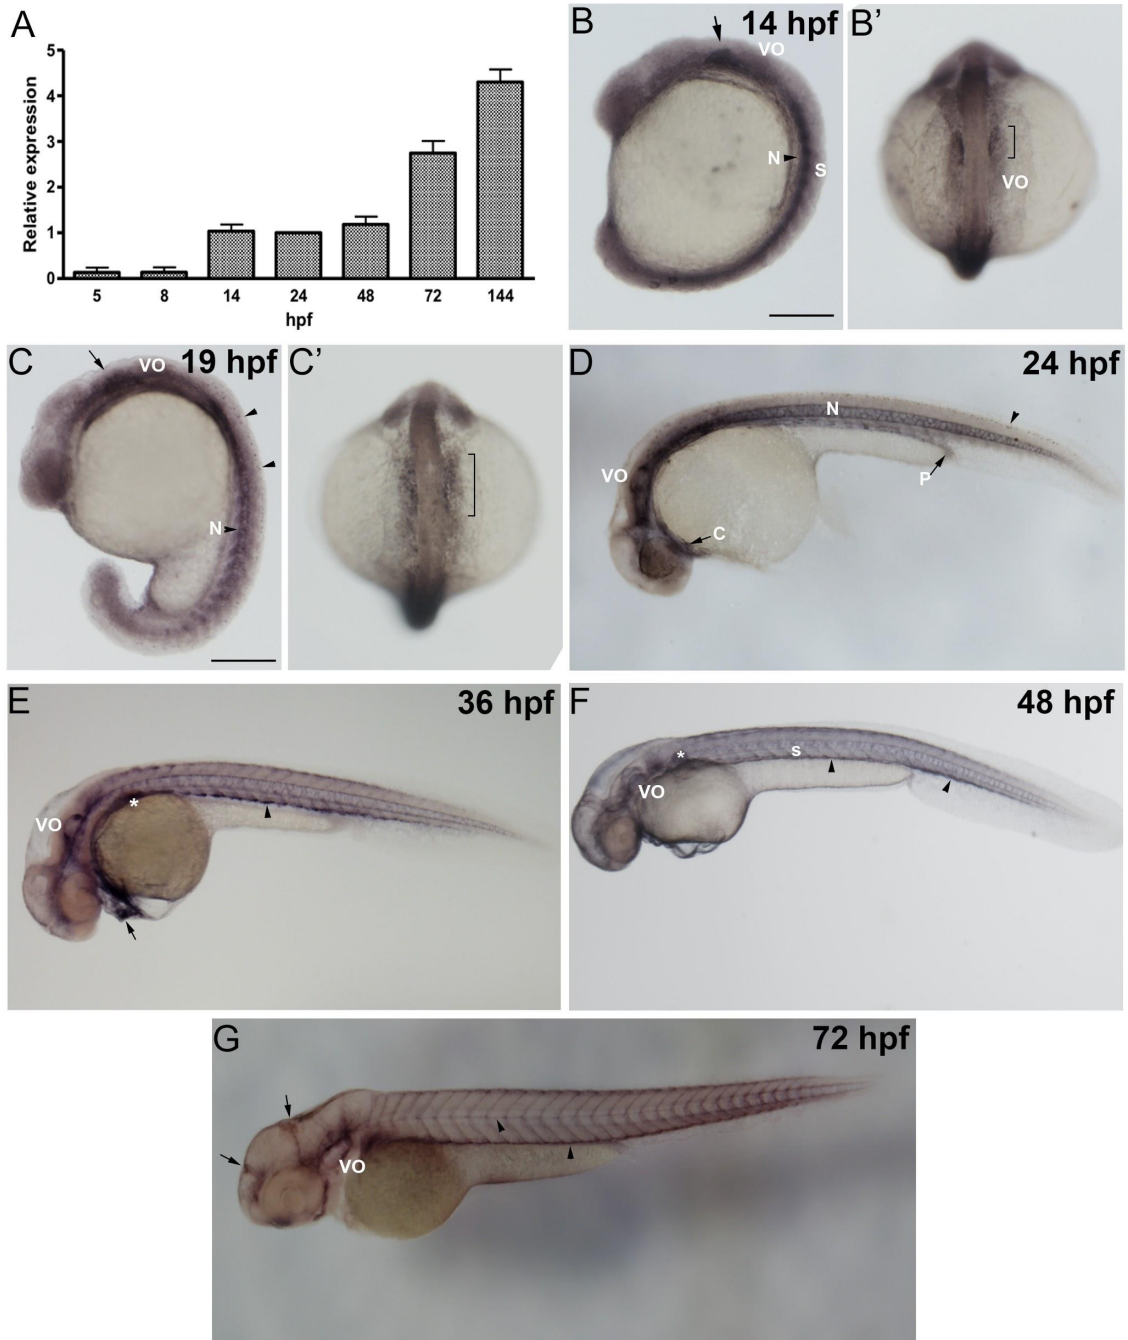 A
Relative expression
5
4
3
2
1
0
5 8 14 24 48 72 144
hpf
B 14 hpf
VO
N
S
B’
VO
C 19 hpf
VO
N
C’
D 24 hpf
N
VO
P
C
E 36 hpf
*
VO
F 48 hpf
* s
VO
G 72 hpf
VO